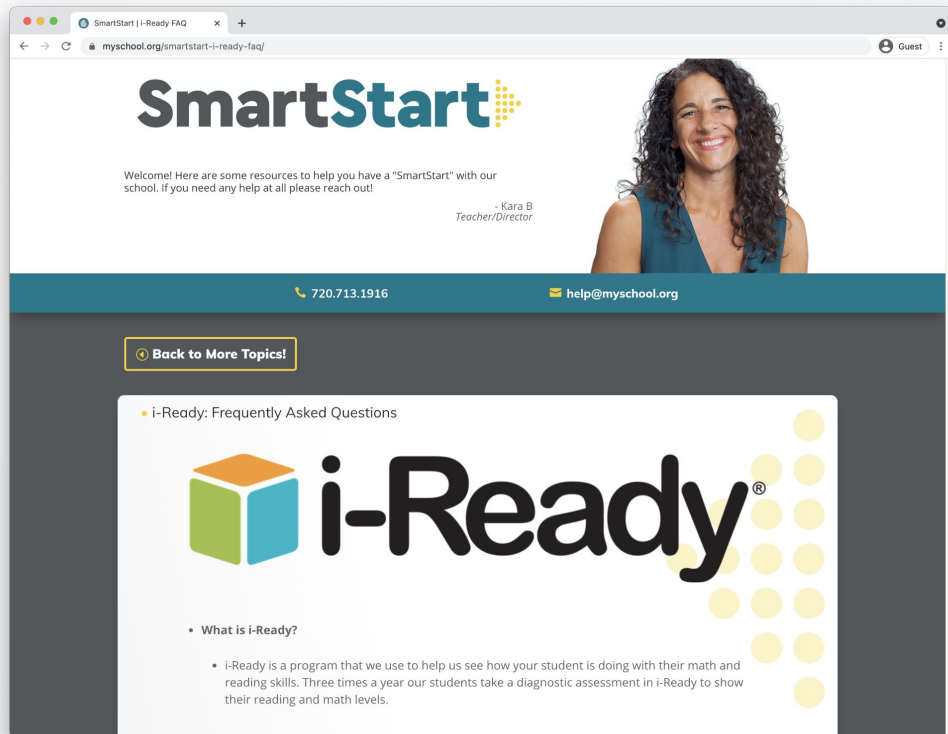 SmartStart | i-Ready FAQ
myschool.org/smartstart-i-ready-faq/
Guest
SmartStart
Welcome! Here are some resources to help you have a "SmartStart" with our
school. If you need any help at all please reach out!
- Kara B
Teacher/Director
720.713.1916
help@myschool.org
Back to More Topics!
i-Ready: Frequently Asked Questions
i-Ready®
• What is i-Ready?
• i-Ready is a program that we use to help us see how your student is doing with their math and
reading skills. Three times a year our students take a diagnostic assessment in i-Ready to show
their reading and math levels.